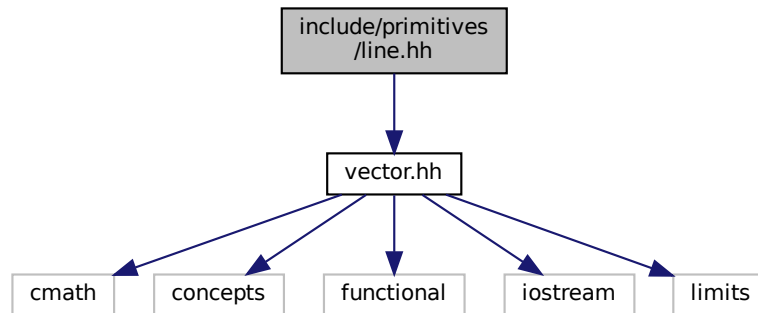 include/primitives
/line.hh
vector.hh
cmath
concepts
functional
iostream
limits